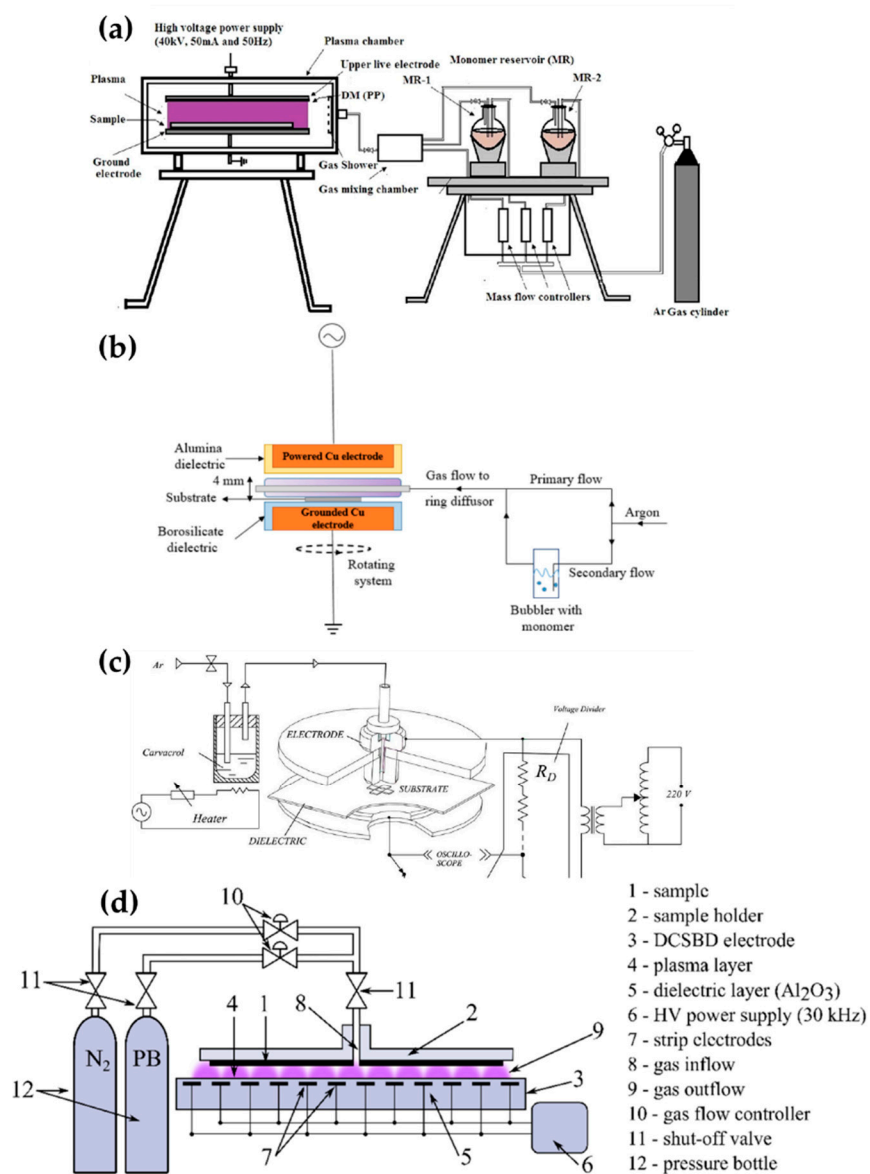 (a)
High voltage power supply
(40kV, 50mA and 50Hz)
Plasma chamber
Upper live electrode
DM (PP)
Plasma
Sample
Ground
electrode
Gas Shower
Gas mixing chamber
Monomer reservoir (MR)
MR-1
MR-2
Mass flow controllers
Ar Gas cylinder
(b)
Alumina
dielectric
Powered Cu electrode
4 mm
Substrate
Grounded Cu
electrode
Borosilicate
dielectric
Rotating
system
Gas flow to
ring diffusor
Primary flow
Argon
Secondary flow
Bubbler with
monomer
(c)
Ar
Carvacrol
Heater
ELECTRODE
SUBSTRATE
DIELECTRIC
Voltage Divider
RD
OSCILLO-
SCOPE
220 V
(d)
10
11
4
1
8
11
2
9
N2
PB
12
3
7
5
6
1 - sample
2 - sample holder
3 - DCSBD electrode
4 - plasma layer
5 - dielectric layer (Al2O3)
6 - HV power supply (30 kHz)
7 - strip electrodes
8 - gas inflow
9 - gas outflow
10 - gas flow controller
11 - shut-off valve
12 - pressure bottle